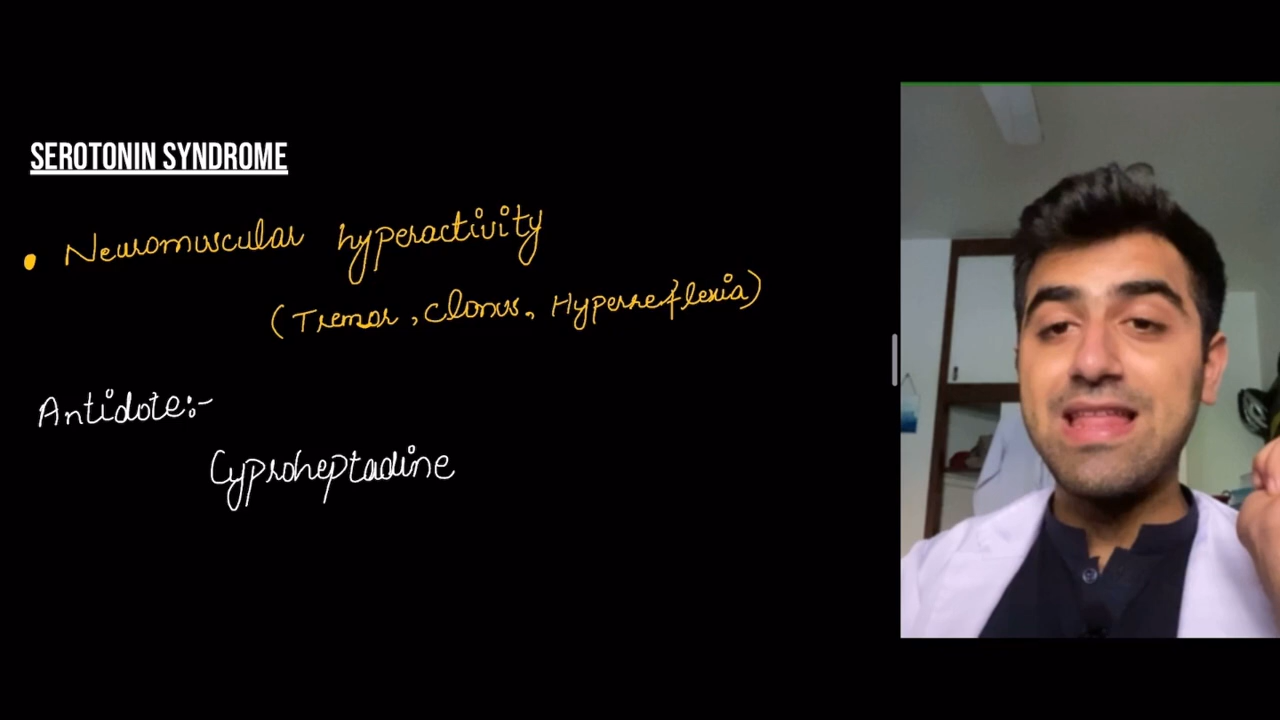 SEROTONIN SYNDROME
• Neuromuscular hyperactivity
(Tremor, Clonus, Hyperreflexia)
Antidote:-
Cyproheptadine